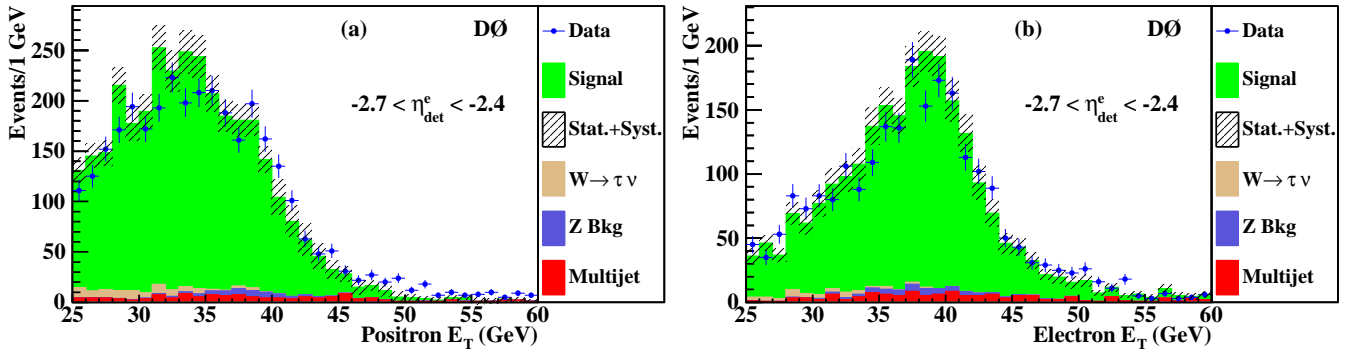 Events/1 GeV
250
200
150
100
50
0
25 30 35 40 45 50 55 60
Positron E_T (GeV)
(a) DØ
-2.7 < η^e_det < -2.4
Data
Signal
Stat.+Syst.
W→ τ ν
Z Bkg
Multijet
Events/1 GeV
200
150
100
50
0
25 30 35 40 45 50 55 60
Electron E_T (GeV)
(b) DØ
-2.7 < η^e_det < -2.4
Data
Signal
Stat.+Syst.
W→ τ ν
Z Bkg
Multijet